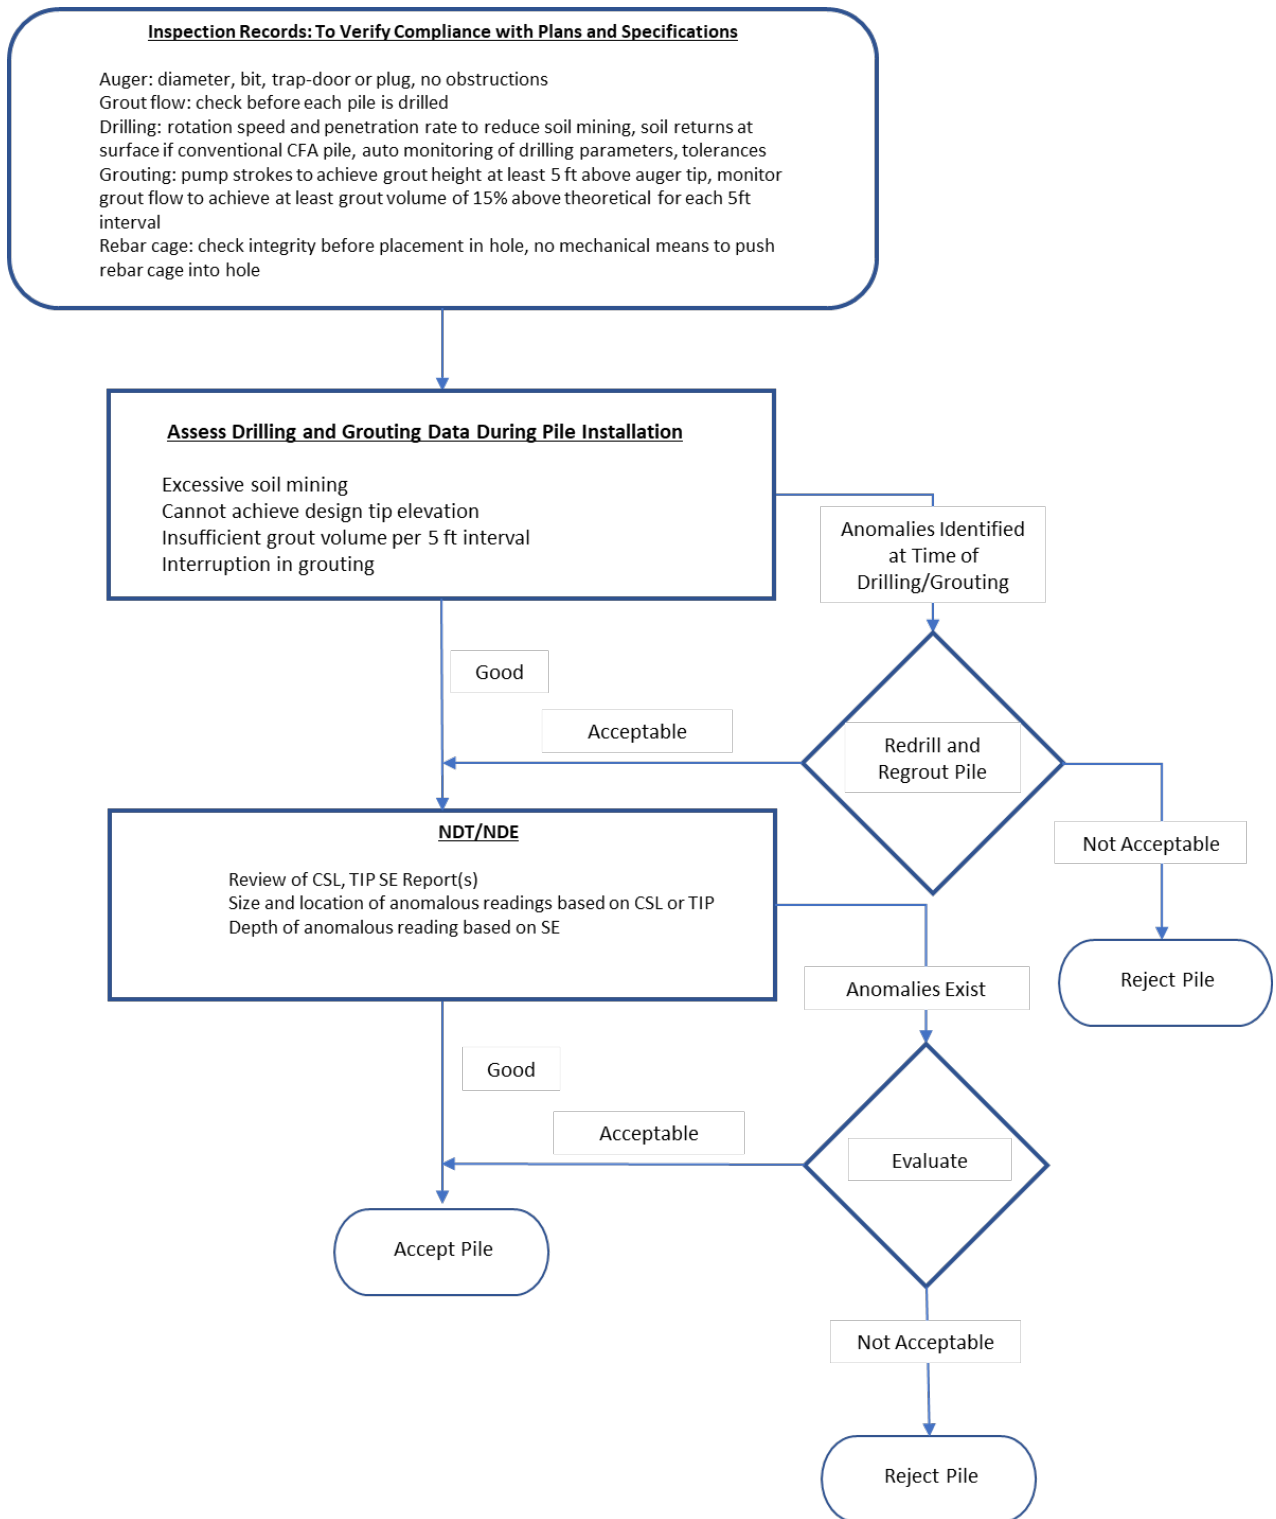 Inspection Records: To Verify Compliance with Plans and Specifications
Auger: diameter, bit, trap-door or plug, no obstructions
Grout flow: check before each pile is drilled
Drilling: rotation speed and penetration rate to reduce soil mining, soil returns at
surface if conventional CFA pile, auto monitoring of drilling parameters, tolerances
Grouting: pump strokes to achieve grout height at least 5 ft above auger tip, monitor
grout flow to achieve at least grout volume of 15% above theoretical for each 5ft
interval
Rebar cage: check integrity before placement in hole, no mechanical means to push
rebar cage into hole
Assess Drilling and Grouting Data During Pile Installation
Excessive soil mining
Cannot achieve design tip elevation
Insufficient grout volume per 5 ft interval
Interruption in grouting
Anomalies Identified
at Time of
Drilling/Grouting
Good
Acceptable
Redrill and
Regrout Pile
Not Acceptable
Reject Pile
NDT/NDE
Review of CSL, TIP SE Report(s)
Size and location of anomalous readings based on CSL or TIP
Depth of anomalous reading based on SE
Anomalies Exist
Good
Acceptable
Evaluate
Accept Pile
Not Acceptable
Reject Pile